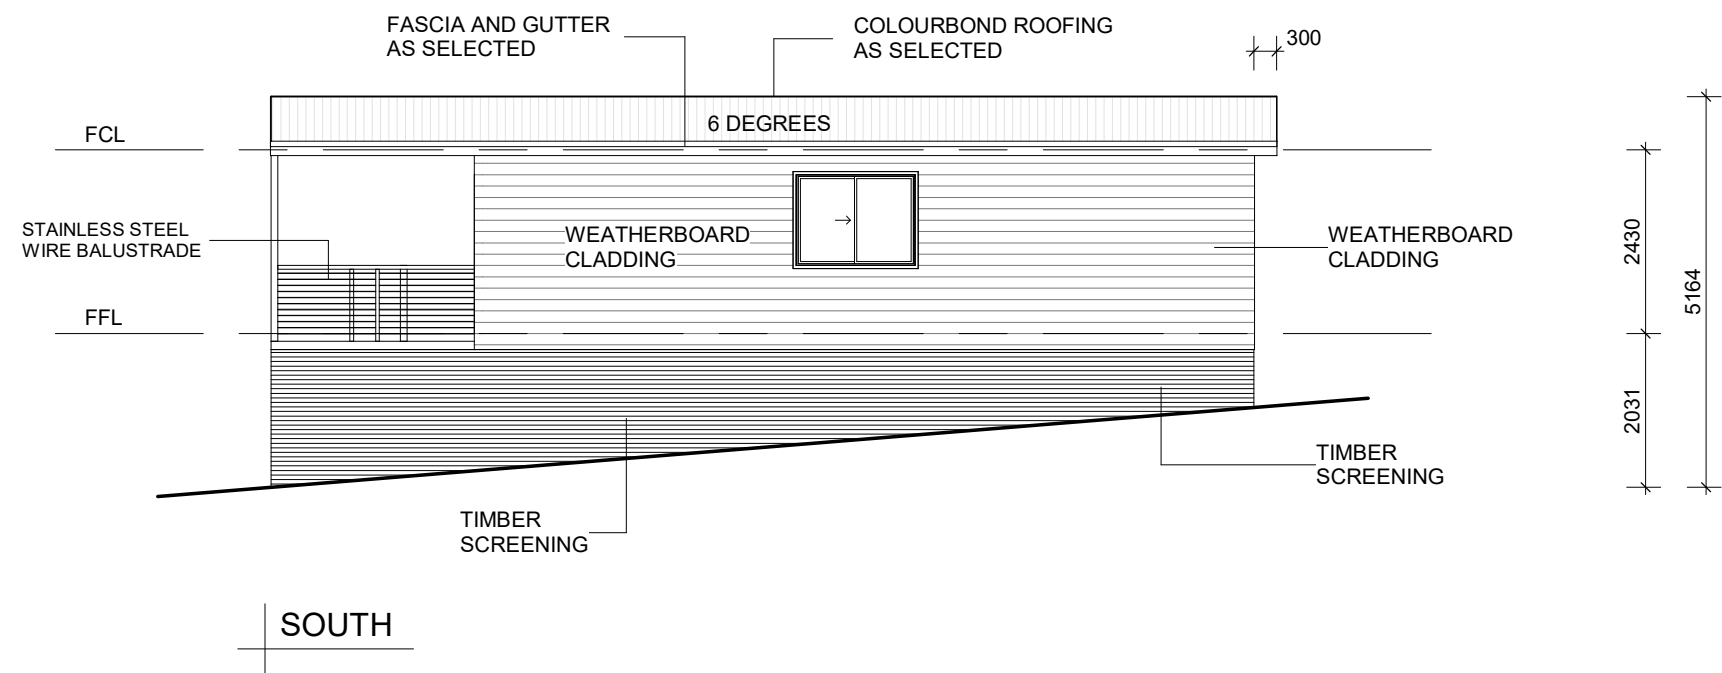 FASCIA AND GUTTER
AS SELECTED
COLOURBOND ROOFING
AS SELECTED
300
6 DEGREES
FCL
STAINLESS STEEL
WIRE BALUSTRADE
WEATHERBOARD
CLADDING
WEATHERBOARD
CLADDING
2430
5164
FFL
2031
TIMBER
SCREENING
TIMBER
SCREENING
SOUTH